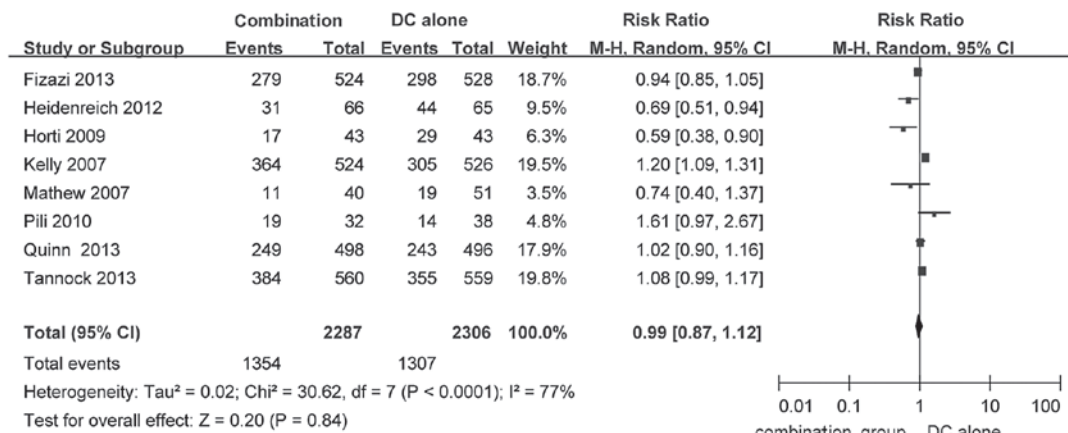 Combination DC alone Risk Ratio Risk Ratio
Study or Subgroup Events Total Events Total Weight M-H, Random, 95% CI M-H, Random, 95% CI
Fizazi 2013 279 524 298 528 18.7% 0.94 [0.85, 1.05]
Heidenreich 2012 31 66 44 65 9.5% 0.69 [0.51, 0.94]
Horti 2009 17 43 29 43 6.3% 0.59 [0.38, 0.90]
Kelly 2007 364 524 305 526 19.5% 1.20 [1.09, 1.31]
Mathew 2007 11 40 19 51 3.5% 0.74 [0.40, 1.37]
Pili 2010 19 32 14 38 4.8% 1.61 [0.97, 2.67]
Quinn 2013 249 498 243 496 17.9% 1.02 [0.90, 1.16]
Tannock 2013 384 560 355 559 19.8% 1.08 [0.99, 1.17]
Total (95% CI) 2287 2306 100.0% 0.99 [0.87, 1.12]
Total events 1354 1307
Heterogeneity: Tau² = 0.02; Chi² = 30.62, df = 7 (P < 0.0001); I² = 77%
Test for overall effect: Z = 0.20 (P = 0.84)
0.01 0.1 1 10 100
combination group DC alone